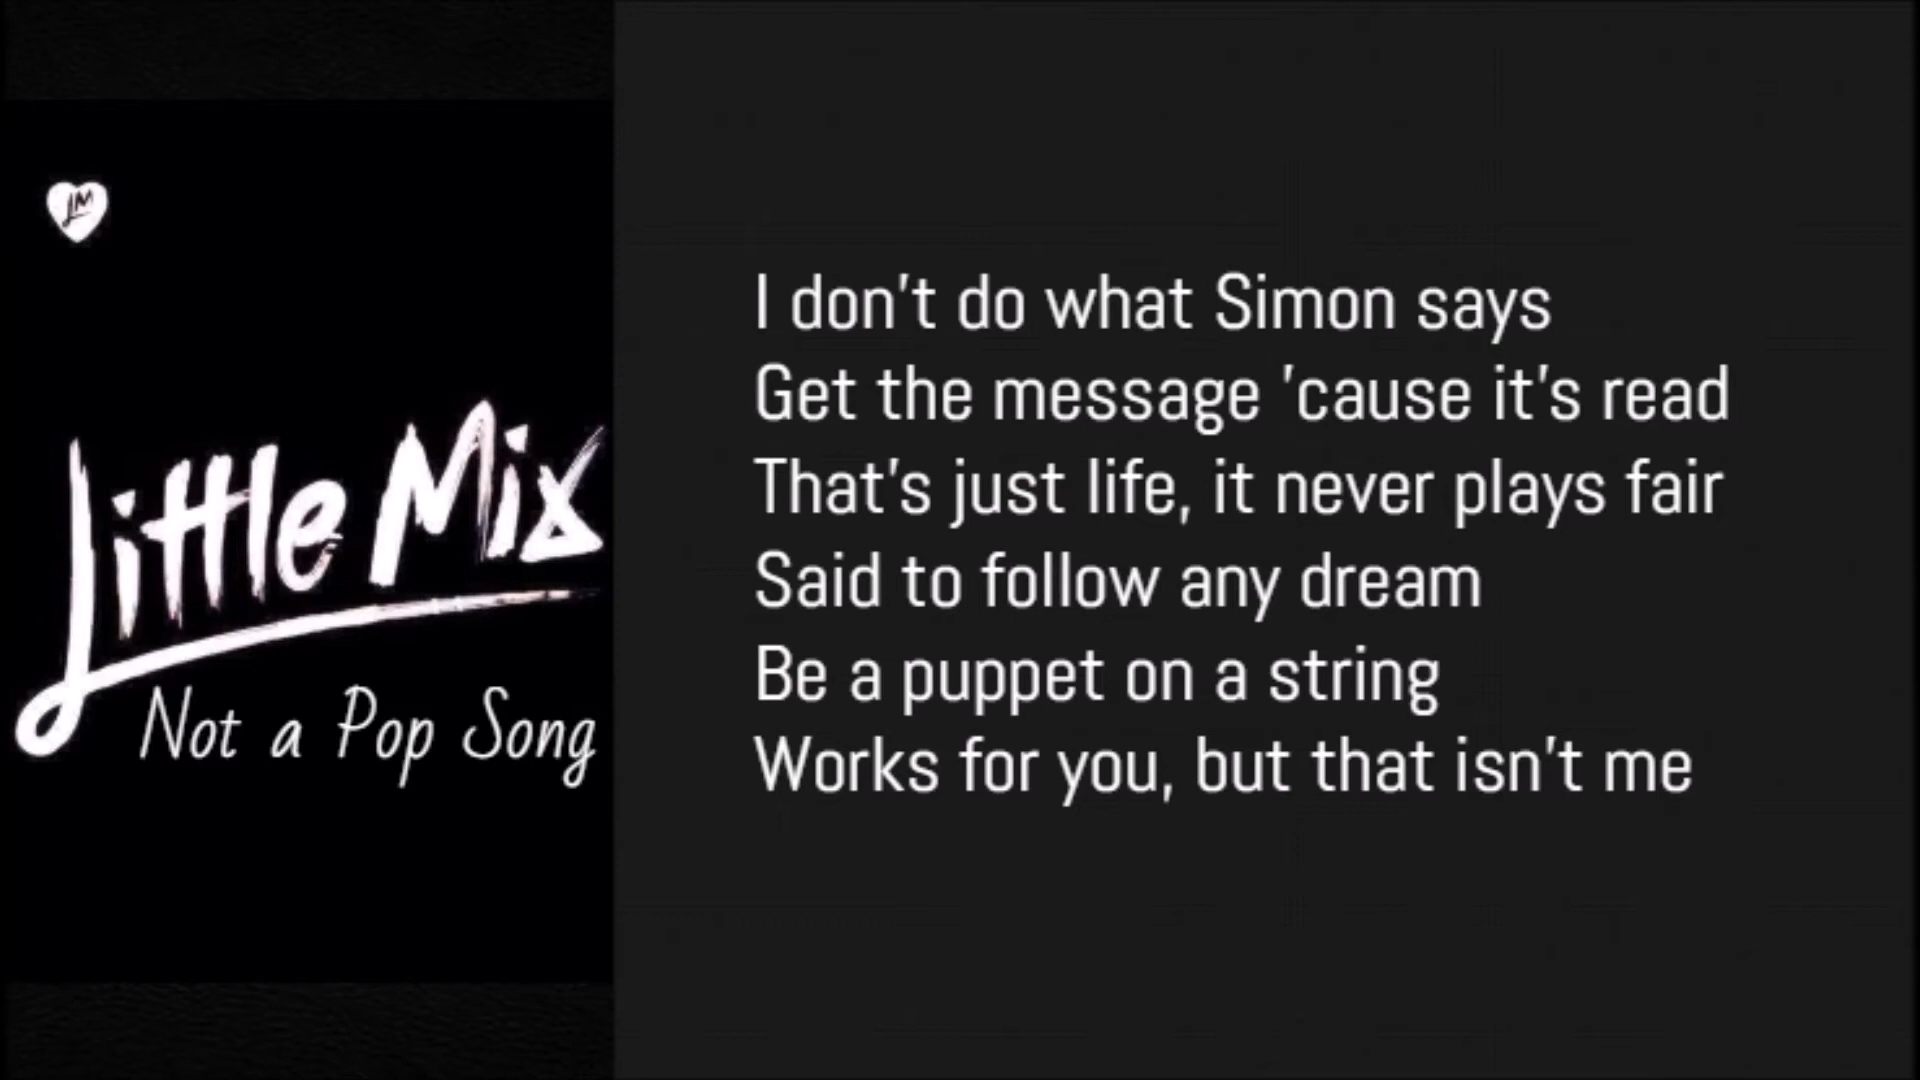 LM
Little Mix
Not a Pop Song
I don't do what Simon says
Get the message 'cause it's read
That's just life, it never plays fair
Said to follow any dream
Be a puppet on a string
Works for you, but that isn't me